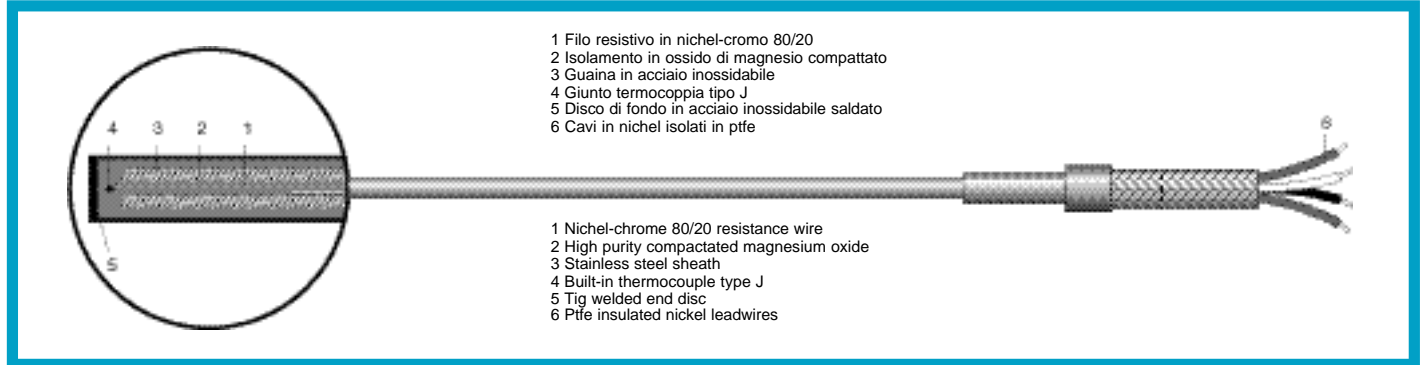 1 Filo resistivo in nichel-cromo 80/20
2 Isolamento in ossido di magnesio compattato
3 Guaina in acciaio inossidabile
4 Giunto termocoppia tipo J
5 Disco di fondo in acciaio inossidabile saldato
6 Cavi in nichel isolati in ptfe
4 3 2 1
6
5
1 Nichel-chrome 80/20 resistance wire
2 High purity compactated magnesium oxide
3 Stainless steel sheath
4 Built-in thermocouple type J
5 Tig welded end disc
6 Ptfe insulated nickel leadwires